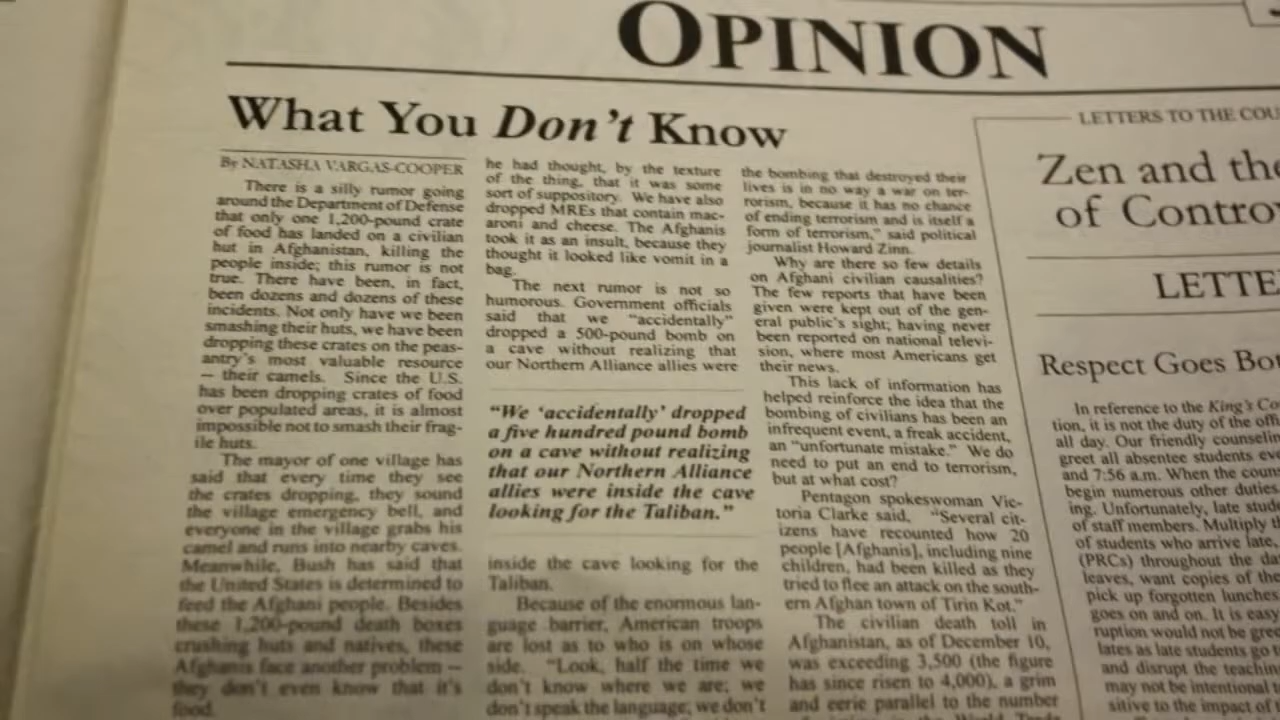 OPINION
What You Don't Know
By NATASHA VARGAS-COOPER
There is a silly rumor going
around the Department of Defense
that only one 1,200-pound crate
of food has landed on a civilian
hut in Afghanistan, killing the
people inside; this rumor is not
true. There have been, in fact,
been dozens and dozens of these
incidents. Not only have we been
smashing their huts, we have been
dropping these crates on the peas-
antry's most valuable resource
— their camels. Since the U.S.
has been dropping crates of food
over populated areas, it is almost
impossible not to smash their frag-
ile huts.
The mayor of one village has
said that every time they see
the crates dropping, they sound
the village emergency bell, and
everyone in the village grabs his
camel and runs into nearby caves.
Meanwhile, Bush has said that
the United States is determined to
feed the Afghani people. Besides
these 1,200-pound death boxes
crushing huts and natives, these
Afghanis face another problem —
they don't even know that it's
food.
he had thought, by the texture
of the thing, that it was some
sort of suppository. We have also
dropped MREs that contain mac-
aroni and cheese. The Afghanis
took it as an insult, because they
thought it looked like vomit in a
bag.
The next rumor is not so
humorous. Government officials
said that we "accidentally"
dropped a 500-pound bomb on
a cave without realizing that
our Northern Alliance allies were
"We 'accidentally' dropped
a five hundred pound bomb
on a cave without realizing
that our Northern Alliance
allies were inside the cave
looking for the Taliban."
inside the cave looking for the
Taliban.
Because of the enormous lan-
guage barrier, American troops
are lost as to who is on whose
side. "Look, half the time we
don't know where we are; we
don't speak the language; we don't
the bombing that destroyed their
lives is in no way a war on ter-
rorism, because it has no chance
of ending terrorism and is itself a
form of terrorism," said political
journalist Howard Zinn.
Why are there so few details
on Afghani civilian causalities?
The few reports that have been
given were kept out of the gen-
eral public's sight; having never
been reported on national televi-
sion, where most Americans get
their news.
This lack of information has
helped reinforce the idea that the
bombing of civilians has been an
infrequent event, a freak accident,
an "unfortunate mistake." We do
need to put an end to terrorism,
but at what cost?
Pentagon spokeswoman Vic-
toria Clarke said, "Several cit-
izens have recounted how 20
people [Afghanis], including nine
children, had been killed as they
tried to flee an attack on the south-
ern Afghan town of Tirin Kot."
The civilian death toll in
Afghanistan, as of December 10,
was exceeding 3,500 (the figure
has since risen to 4,000), a grim
and eerie parallel to the number
LETTERS TO THE COU
Zen and the
of Contro
LETTE
Respect Goes Bo
In reference to the King's Co
tion, it is not the duty of the offi
all day. Our friendly counselin
greet all absentee students eve
and 7:56 a.m. When the coun
begin numerous other duties.
ing. Unfortunately, late stud
of staff members. Multiply t
of students who arrive late,
(PRCs) throughout the da
leaves, want copies of the
pick up forgotten lunches
goes on and on. It is easy
ruption would not be gree
lates as late students go t
and disrupt the teachin
may not be intentional t
sitive to the impact of